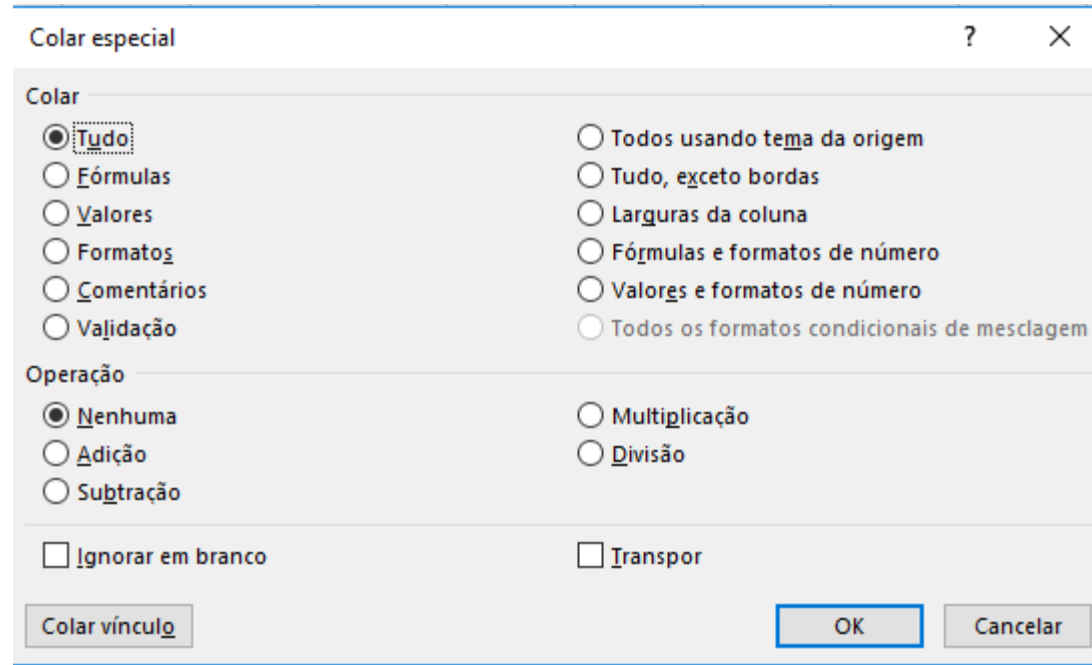 Colar especial ? ×
Colar
Tudo
Fórmulas
Valores
Formatos
Comentários
Validação
Todos usando tema da origem
Tudo, exceto bordas
Larguras da coluna
Fórmulas e formatos de número
Valores e formatos de número
Todos os formatos condicionais de mesclagem
Operação
Nenhuma
Adição
Subtração
Multiplicação
Divisão
Ignorar em branco
Transpor
Colar vínculo
OK
Cancelar